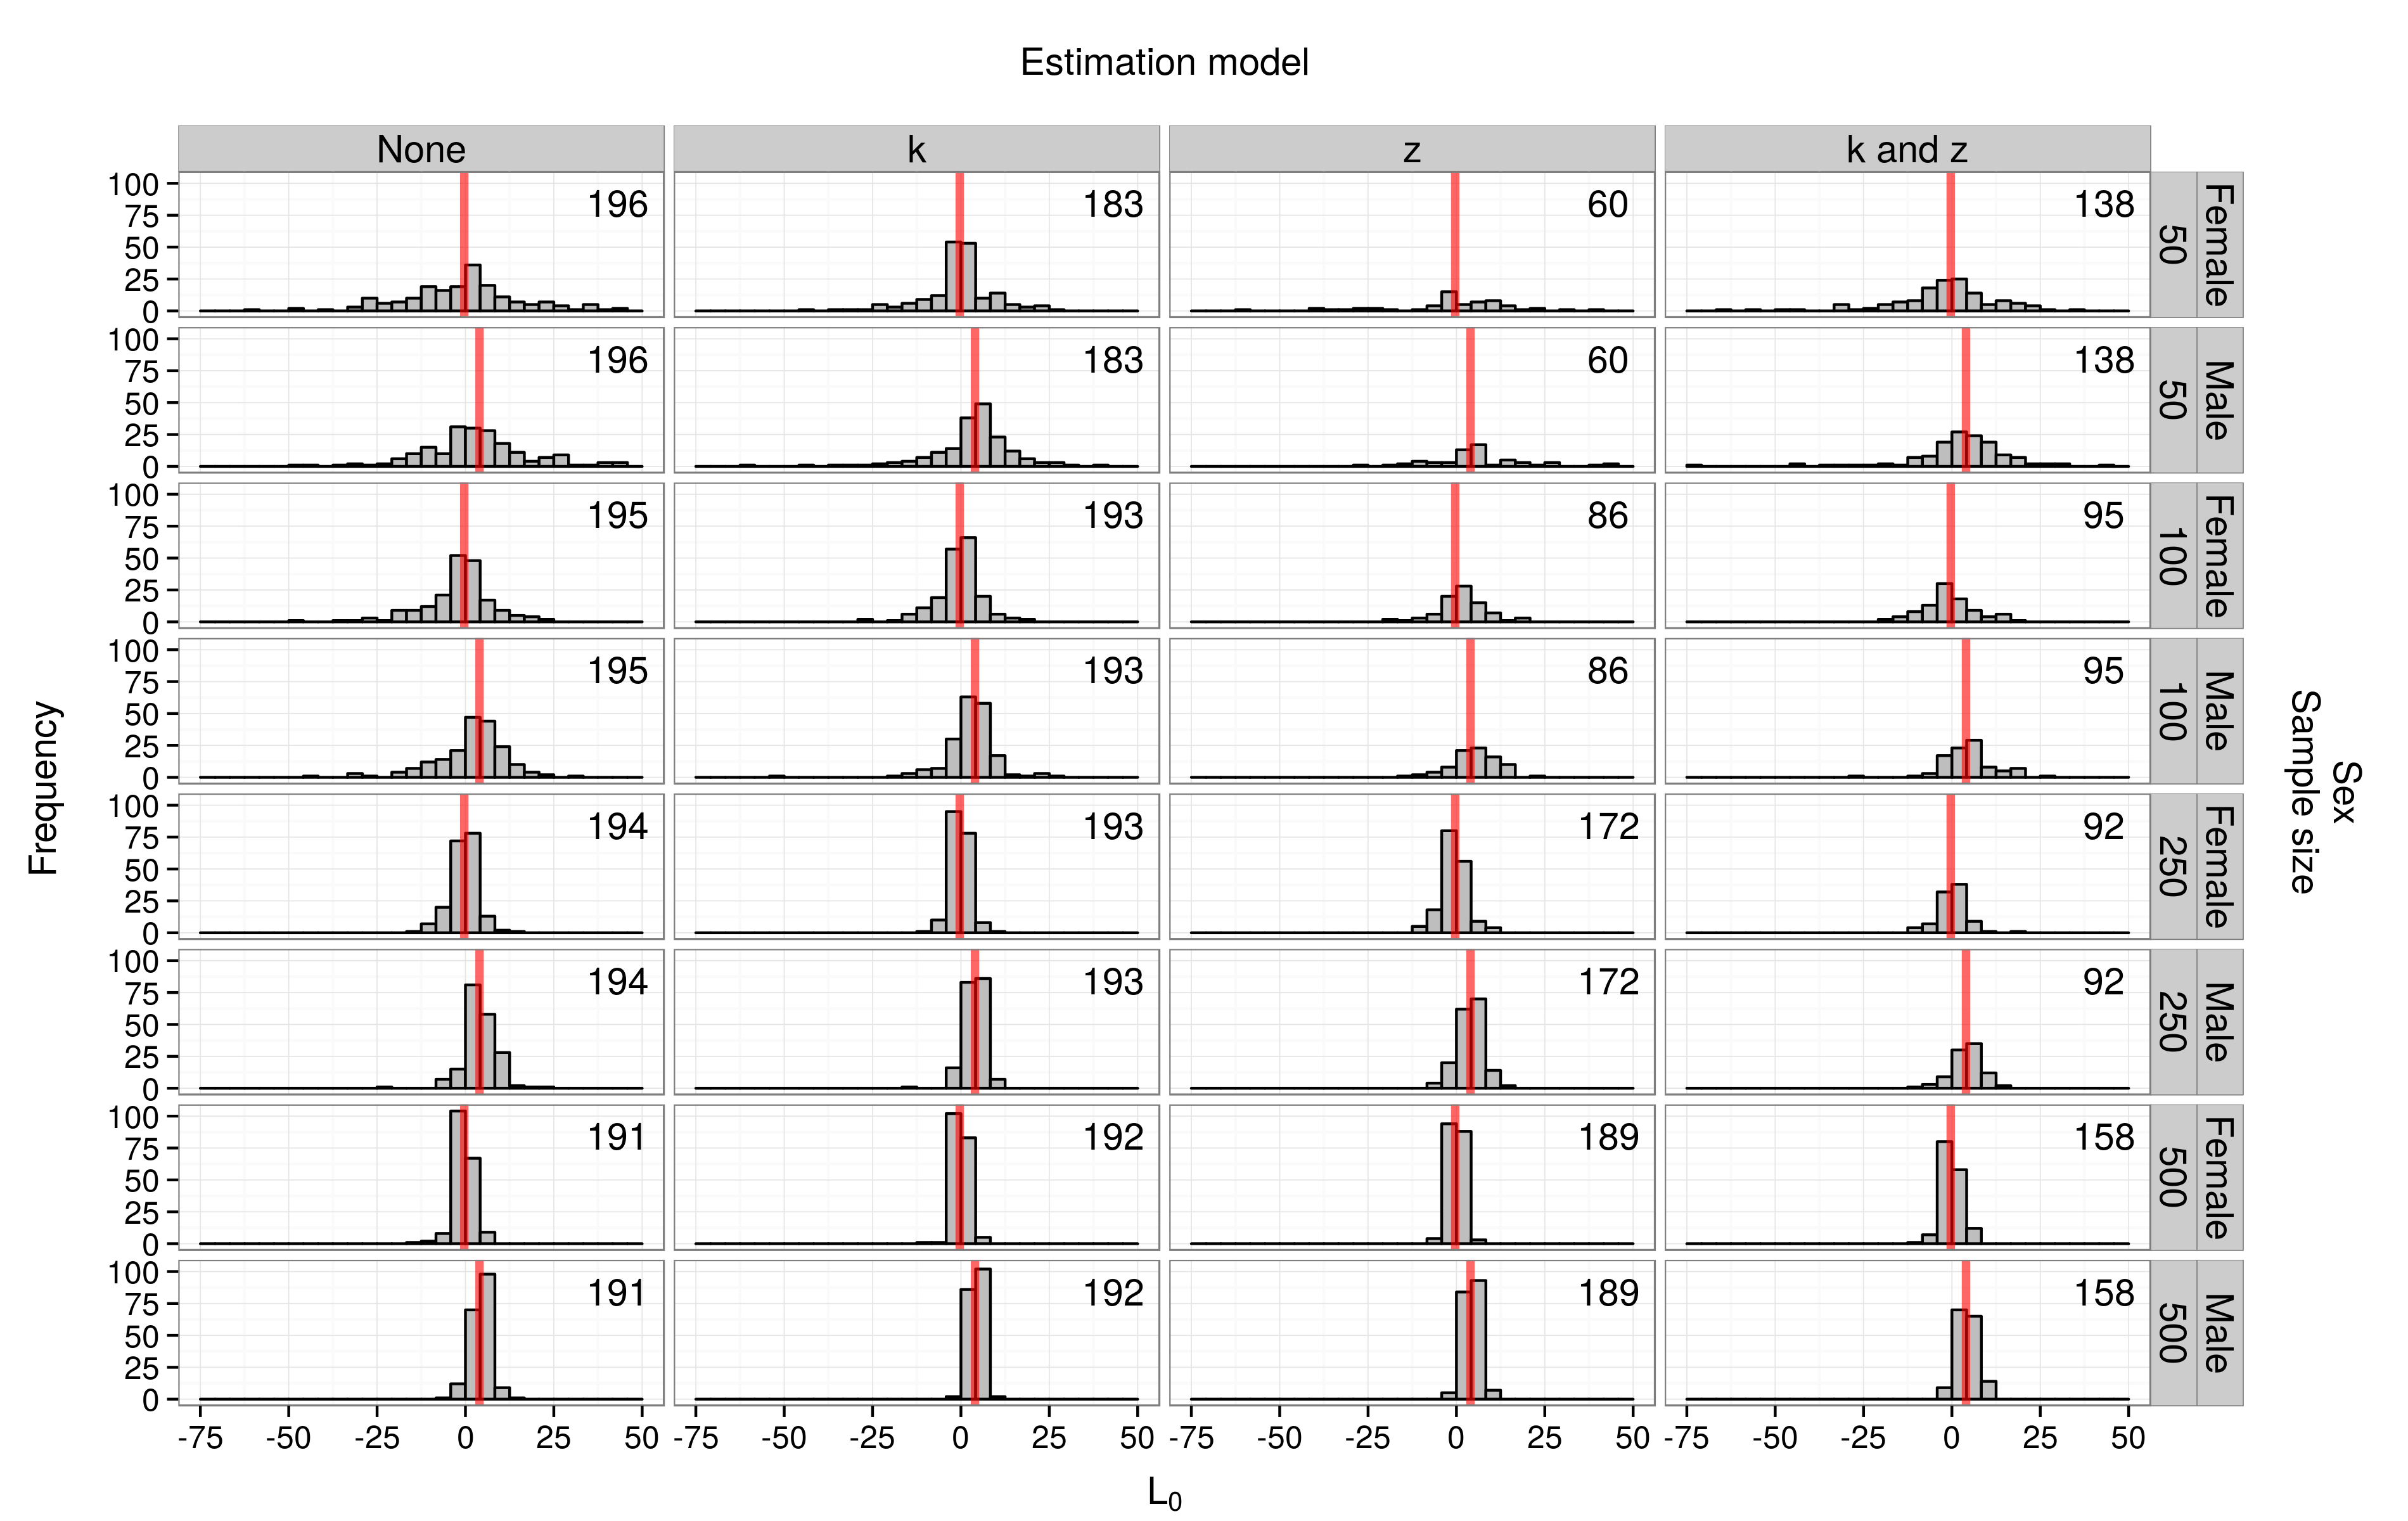 Estimation model
None k z k and z
100 75 50 25 0 196 183 60 138 50 Female
100 75 50 25 0 196 183 60 138 50 Male
100 75 50 25 0 195 193 86 95 100 Female
100 75 50 25 0 195 193 86 95 100 Male
100 75 50 25 0 194 193 172 92 250 Female
100 75 50 25 0 194 193 172 92 250 Male
100 75 50 25 0 191 192 189 158 500 Female
100 75 50 25 0 191 192 189 158 500 Male
-75 -50 -25 0 25 50 -75 -50 -25 0 25 50 -75 -50 -25 0 25 50 -75 -50 -25 0 25 50
L₀
Frequency
Sex
Sample size